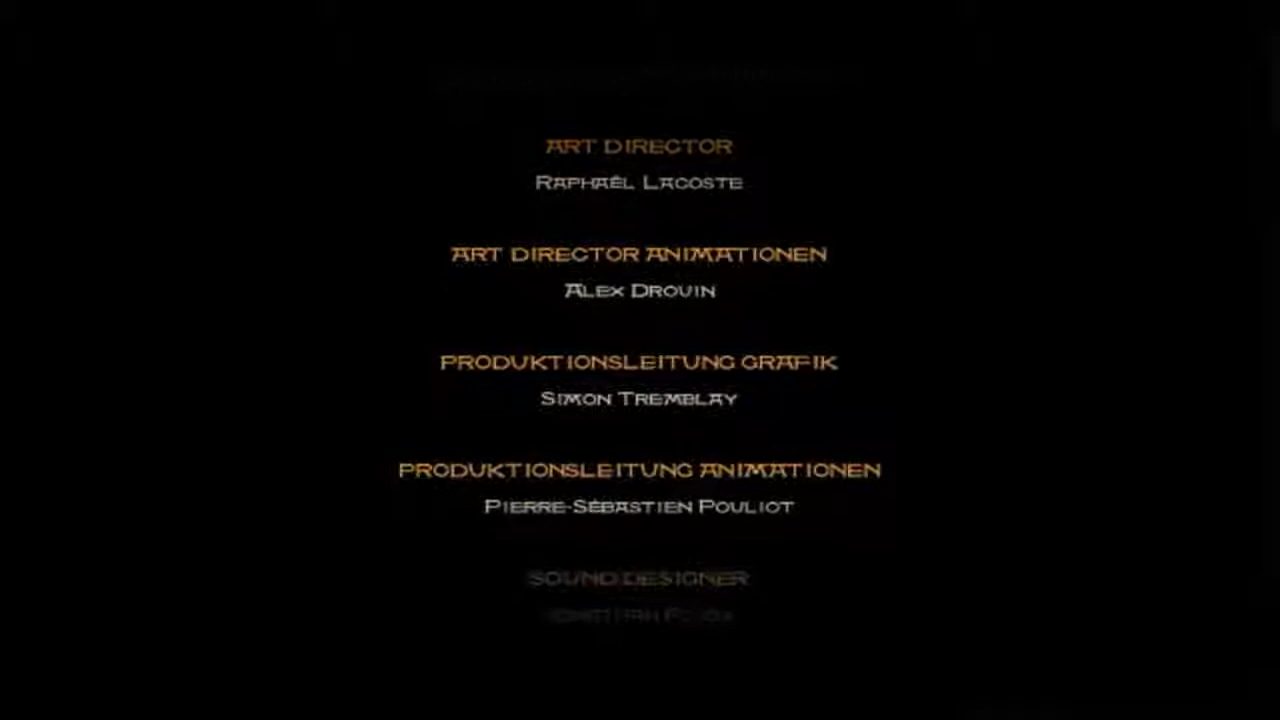 ART DIRECTOR
RAPHAËL LACOSTE
ART DIRECTOR ANIMATIONEN
ALEX DROUIN
PRODUKTIONSLEITUNG GRAFIK
SIMON TREMBLAY
PRODUKTIONSLEITUNG ANIMATIONEN
PIERRE-SÉBASTIEN POULIOT
SOUND DESIGNER